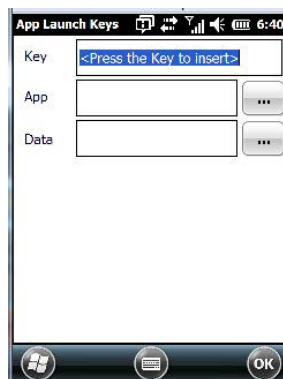 App Launch Keys 6:40
Key <Press the Key to insert>
App ...
Data ...
OK